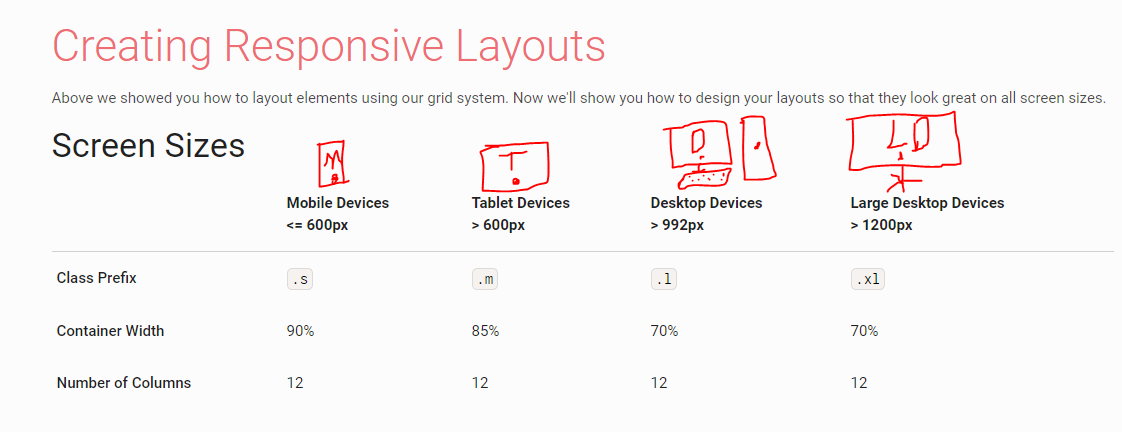 Creating Responsive Layouts
Above we showed you how to layout elements using our grid system. Now we'll show you how to design your layouts so that they look great on all screen sizes.
Screen Sizes
M T D LD
Mobile Devices Tablet Devices Desktop Devices Large Desktop Devices
<= 600px > 600px > 992px > 1200px
Class Prefix .s .m .l .xl
Container Width 90% 85% 70% 70%
Number of Columns 12 12 12 12